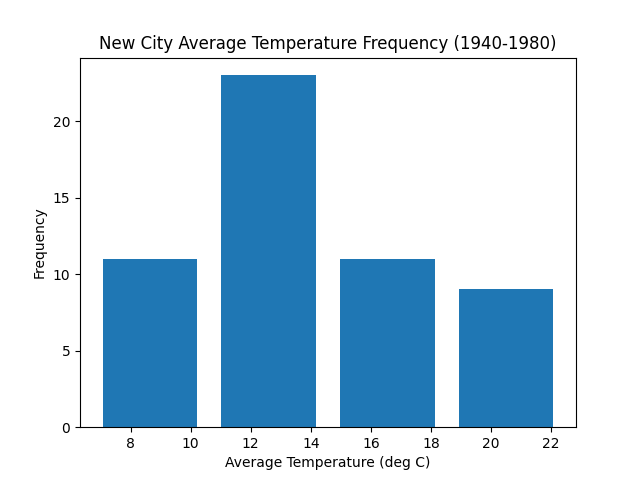 New City Average Temperature Frequency (1940-1980)
Frequency
20
15
10
5
0
8 10 12 14 16 18 20 22
Average Temperature (deg C)